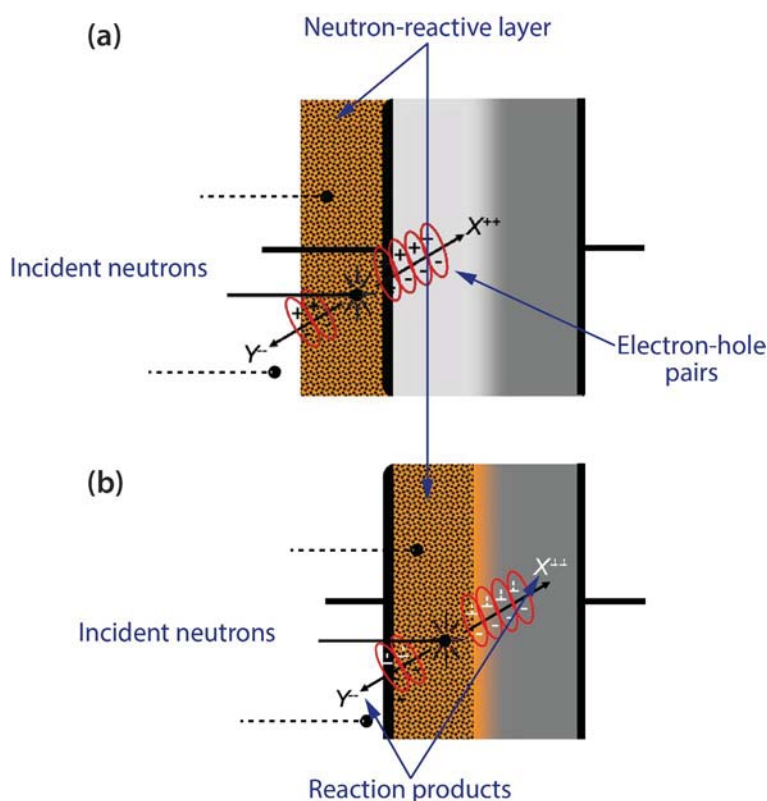 (a)
Neutron-reactive layer
X++
Incident neutrons
Y--
Electron-hole
pairs
(b)
X++
Incident neutrons
Y--
Reaction products